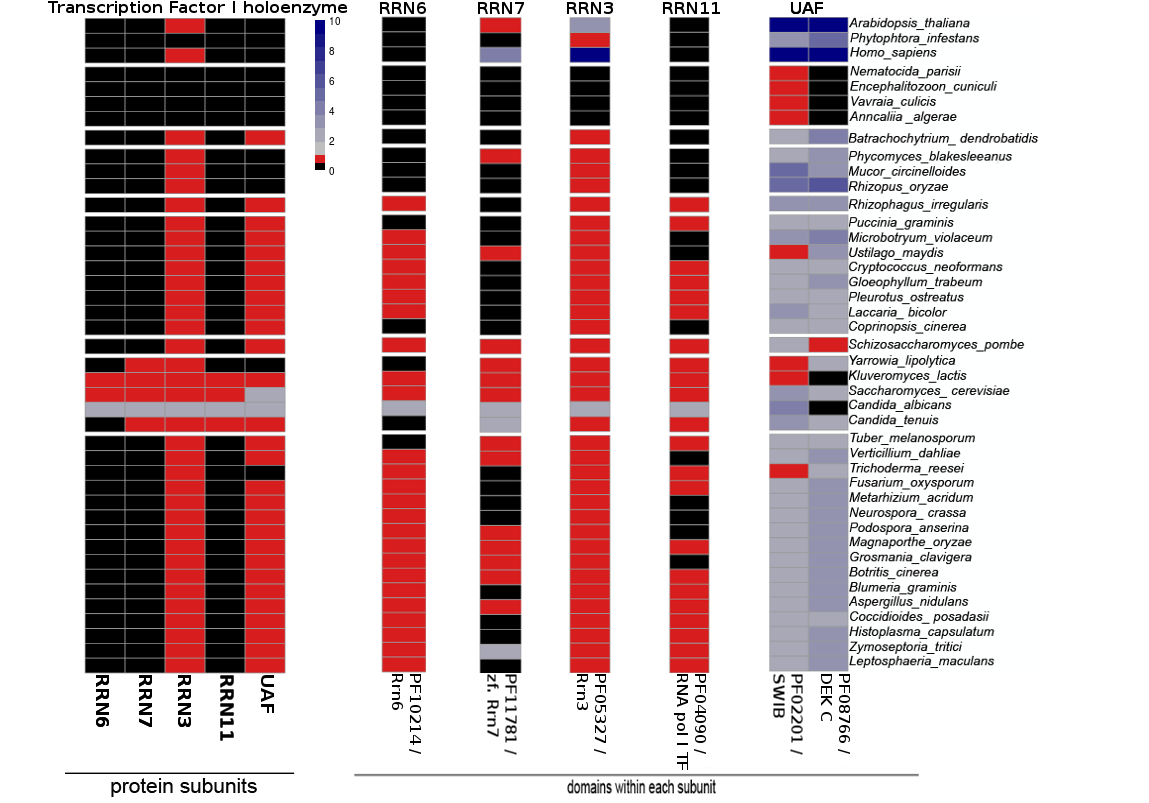 Transcription Factor I holoenzyme
RRN6
RRN7
RRN3
RRN11
UAF
10
8
6
4
2
0
Arabidopsis_thaliana
Phytophtora_infestans
Homo_sapiens
Nematocida_parisii
Encephalitozoon_cuniculi
Vavraia_culicis
Anncaliia _algerae
Batrachochytrium_ dendrobatidis
Phycomyces_blakesleeanus
Mucor_circinelloides
Rhizopus_oryzae
Rhizophagus_irregularis
Puccinia_graminis
Microbotryum_violaceum
Ustilago_maydis
Cryptococcus_neoformans
Gloeophyllum_trabeum
Pleurotus_ostreatus
Laccaria_ bicolor
Coprinopsis_cinerea
Schizosaccharomyces_pombe
Yarrowia_lipolytica
Kluveromyces_lactis
Saccharomyces_ cerevisiae
Candida_albicans
Candida_tenuis
Tuber_melanosporum
Verticillium_dahliae
Trichoderma_reesei
Fusarium_oxysporum
Metarhizium_acridum
Neurospora_ crassa
Podospora_anserina
Magnaporthe_oryzae
Grosmania_clavigera
Botritis_cinerea
Blumeria_graminis
Aspergillus_nidulans
Coccidioides_ posadasii
Histoplasma_capsulatum
Zymoseptoria_tritici
Leptosphaeria_maculans
RRN6
RRN7
RRN3
RRN11
UAF
PF10214 /
Rrn6
PF11781 /
zf. Rrn7
PF05327 /
Rrn3
PF04090 /
RNA pol I TF
PF02201 /
SWIB
PF08766 /
DEK C
protein subunits
domains within each subunit